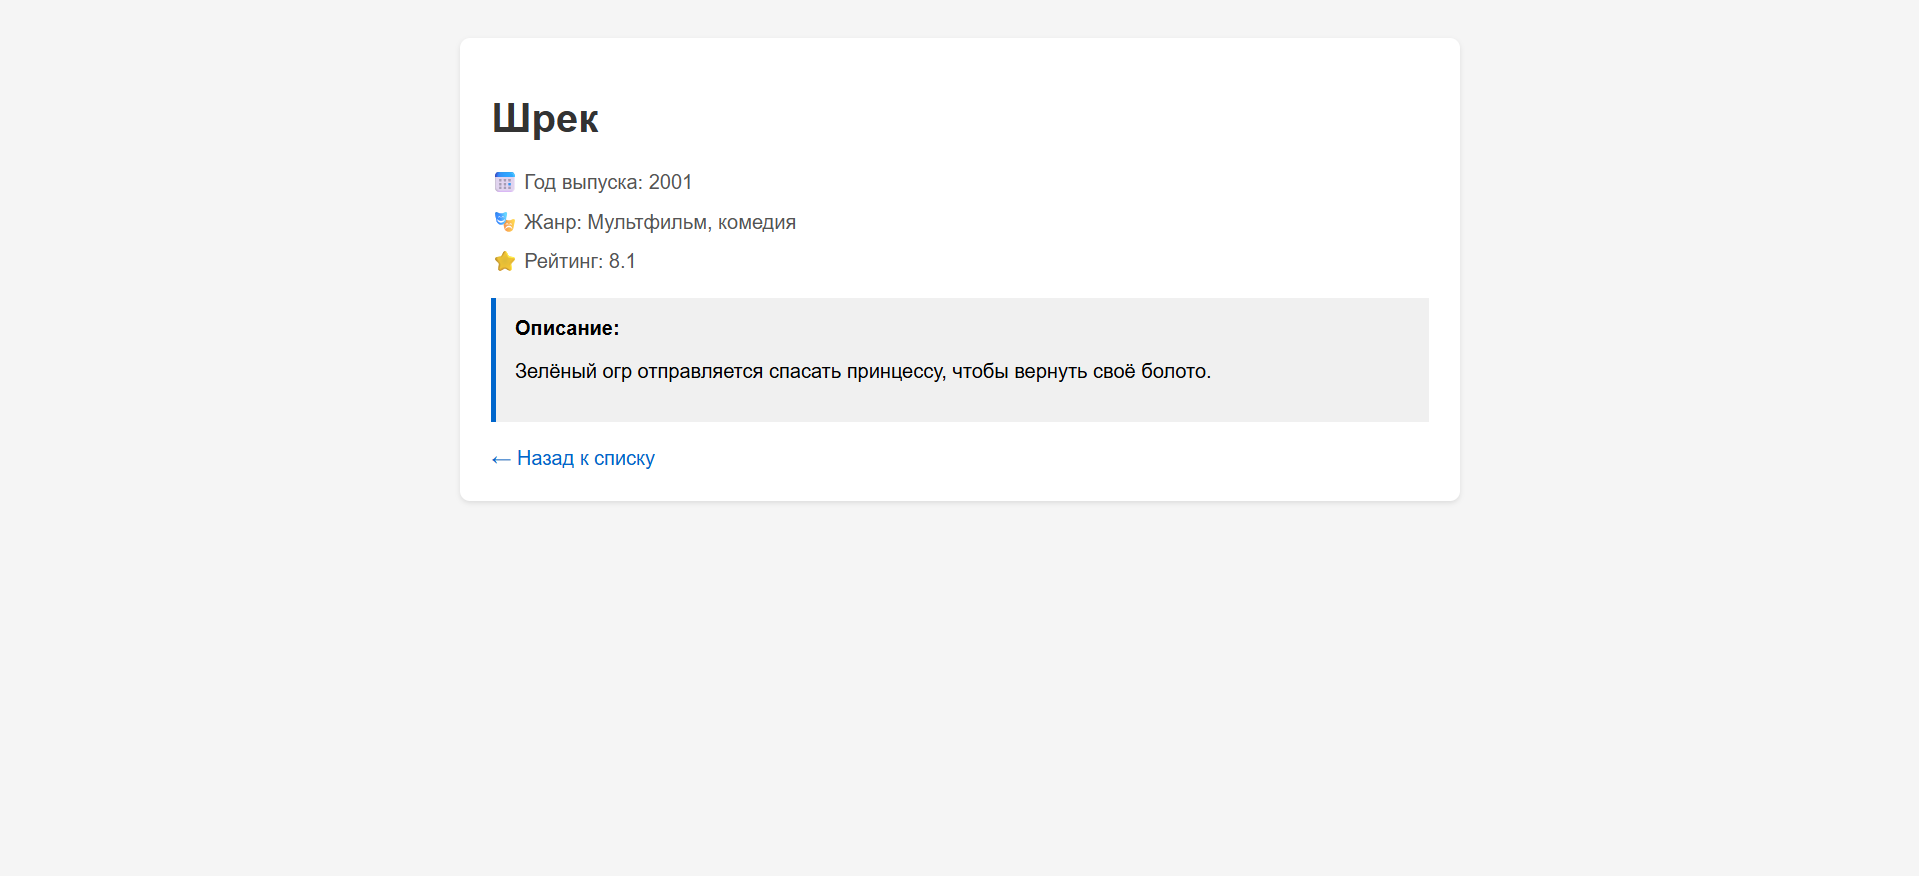 Шрек
Год выпуска: 2001
Жанр: Мультфильм, комедия
Рейтинг: 8.1
Описание:
Зелёный огр отправляется спасать принцессу, чтобы вернуть своё болото.
← Назад к списку